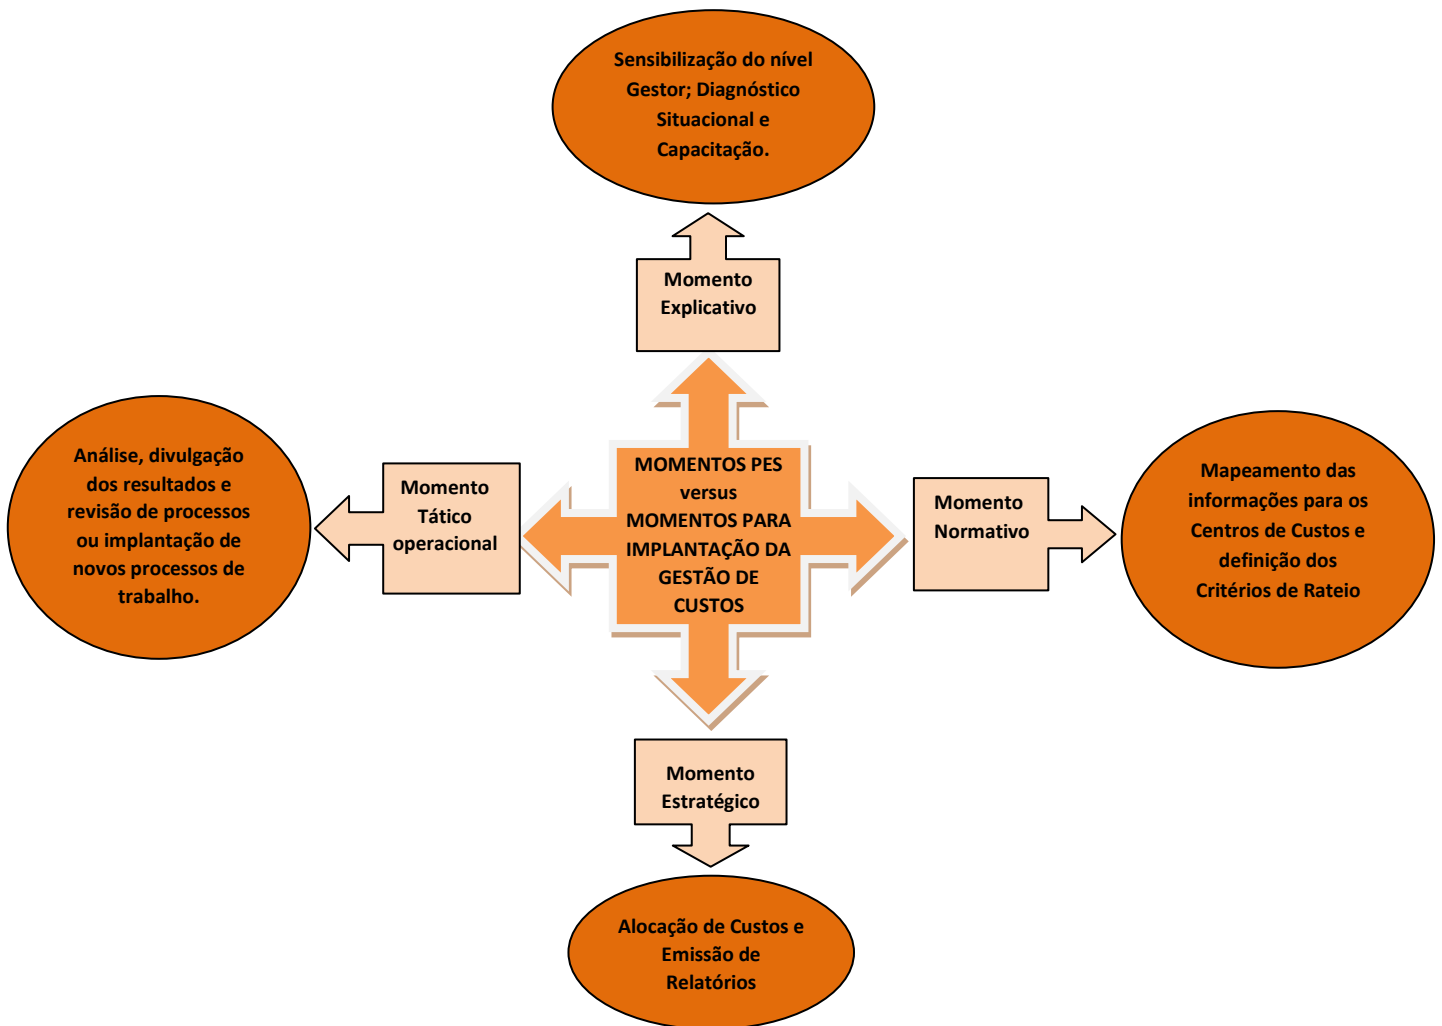 Sensibilização do nível
Gestor; Diagnóstico
Situacional e
Capacitação.
Momento
Explicativo
Análise, divulgação
dos resultados e
revisão de processos
ou implantação de
novos processos de
trabalho.
Momento
Tático
operacional
MOMENTOS PES
versus
MOMENTOS PARA
IMPLANTAÇÃO DA
GESTÃO DE
CUSTOS
Momento
Normativo
Mapeamento das
informações para os
Centros de Custos e
definição dos
Critérios de Rateio
Momento
Estratégico
Alocação de Custos e
Emissão de
Relatórios